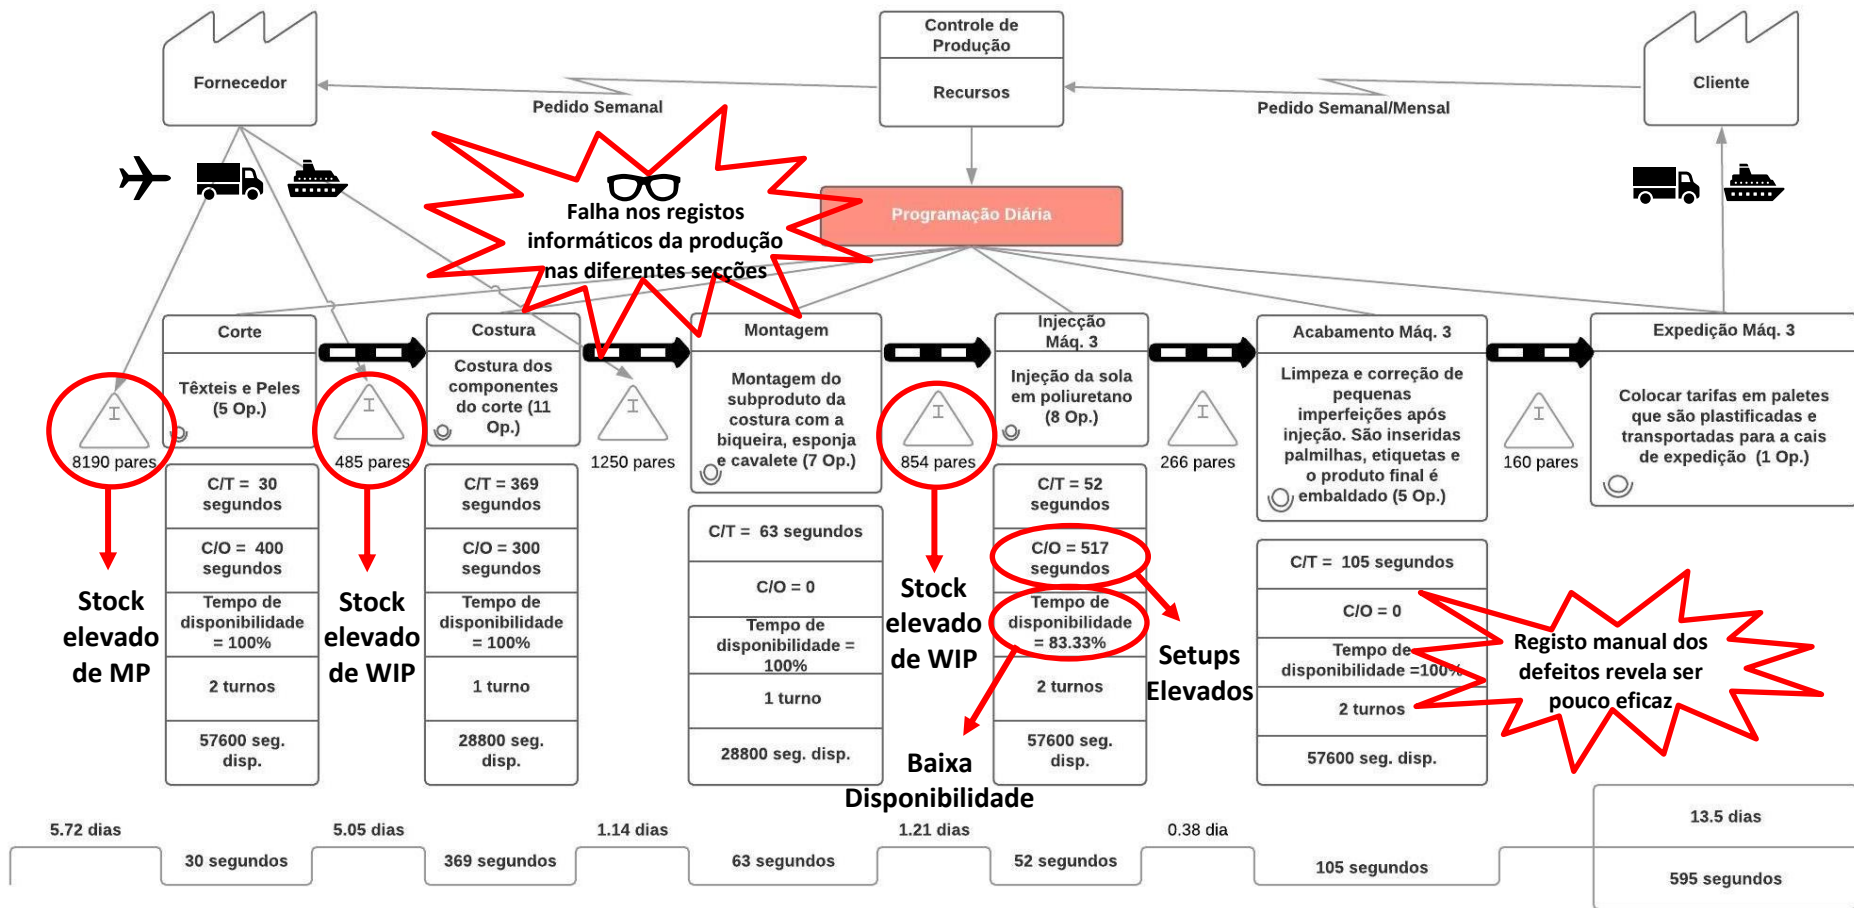 Fornecedor
Pedido Semanal
Controle de
Produção
Recursos
Pedido Semanal/Mensal
Cliente
Falha nos registos
informáticos da produção
nas diferentes secções
Programação Diária
Corte
Têxteis e Peles
(5 Op.)
Costura
Costura dos
componentes
do corte (11
Op.)
Montagem
Montagem do
subproduto da
costura com a
biqueira, esponja
e cavalete (7 Op.)
Injecção
Máq. 3
Injeção da sola
em poliuretano
(8 Op.)
Acabamento Máq. 3
Limpeza e correção de
pequenas
imperfeições após
injeção. São inseridas
palmilhas, etiquetas e
o produto final é
embaldado (5 Op.)
Expedição Máq. 3
Colocar tarifas em paletes
que são plastificadas e
transportadas para a cais
de expedição (1 Op.)
I
8190 pares
I
485 pares
I
1250 pares
I
854 pares
I
266 pares
I
160 pares
Stock
elevado
de MP
C/T = 30
segundos
C/O = 400
segundos
Tempo de
disponibilidade
= 100%
2 turnos
57600 seg.
disp.
Stock
elevado
de WIP
C/T = 369
segundos
C/O = 300
segundos
Tempo de
disponibilidade
= 100%
1 turno
28800 seg.
disp.
C/T = 63 segundos
C/O = 0
Tempo de
disponibilidade =
100%
1 turno
28800 seg. disp.
Stock
elevado
de WIP
C/T = 52
segundos
C/O = 517
segundos
Tempo de
disponibilidade
= 83.33%
2 turnos
57600 seg.
disp.
Baixa
Disponibilidade
Setups
Elevados
C/T = 105 segundos
C/O = 0
Tempo de
disponibilidade =100%
2 turnos
57600 seg. disp.
Registo manual dos
defeitos revela ser
pouco eficaz
5.72 dias
30 segundos
5.05 dias
369 segundos
1.14 dias
63 segundos
1.21 dias
52 segundos
0.38 dia
105 segundos
13.5 dias
595 segundos